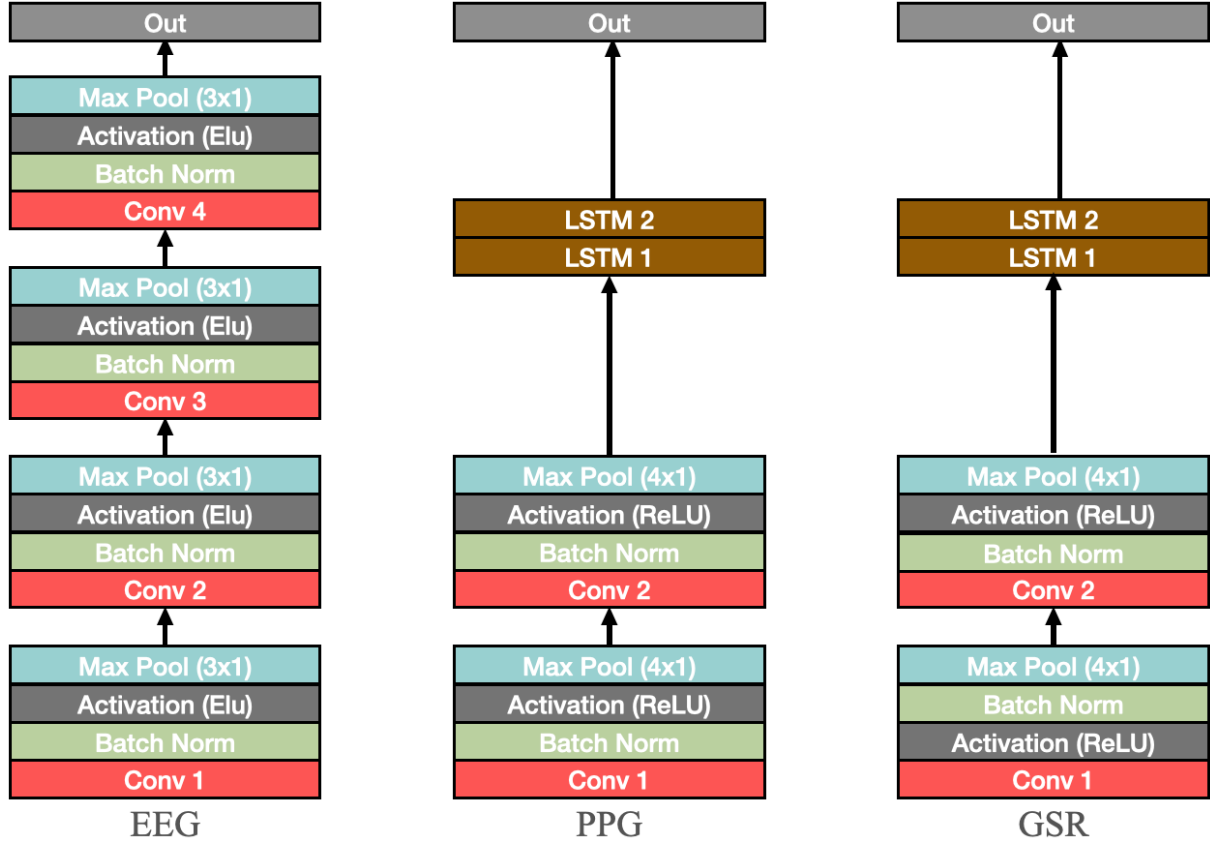 Out
Max Pool (3x1)
Activation (Elu)
Batch Norm
Conv 4
Max Pool (3x1)
Activation (Elu)
Batch Norm
Conv 3
Max Pool (3x1)
Activation (Elu)
Batch Norm
Conv 2
Max Pool (3x1)
Activation (Elu)
Batch Norm
Conv 1
EEG
Out
LSTM 2
LSTM 1
Max Pool (4x1)
Activation (ReLU)
Batch Norm
Conv 2
Max Pool (4x1)
Activation (ReLU)
Batch Norm
Conv 1
PPG
Out
LSTM 2
LSTM 1
Max Pool (4x1)
Activation (ReLU)
Batch Norm
Conv 2
Max Pool (4x1)
Batch Norm
Activation (ReLU)
Conv 1
GSR